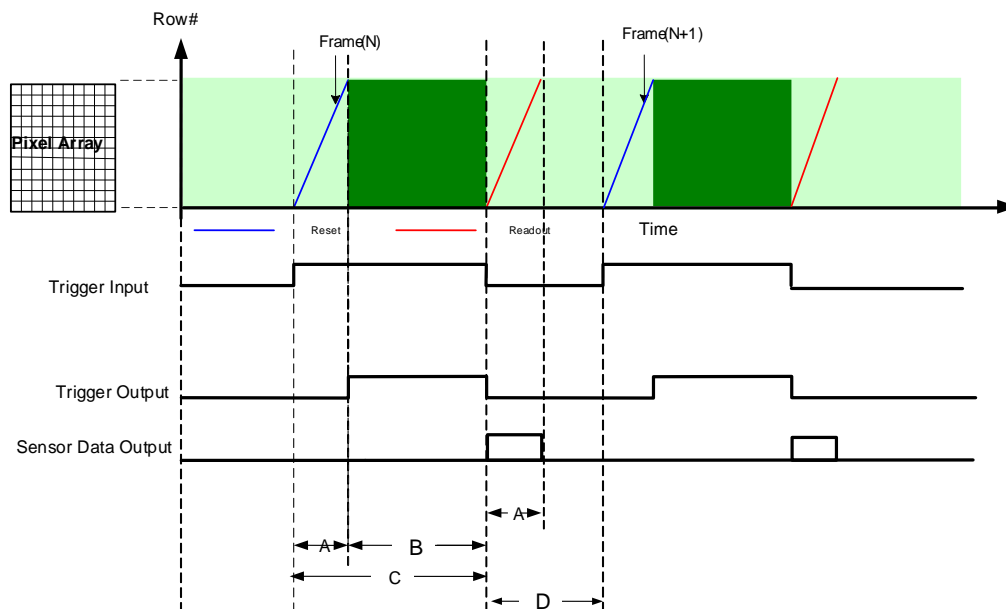 Row#
Frame(N)
Frame(N+1)
Pixel Array
Reset
Readout
Time
Trigger Input
Trigger Output
Sensor Data Output
A
A
B
C
D